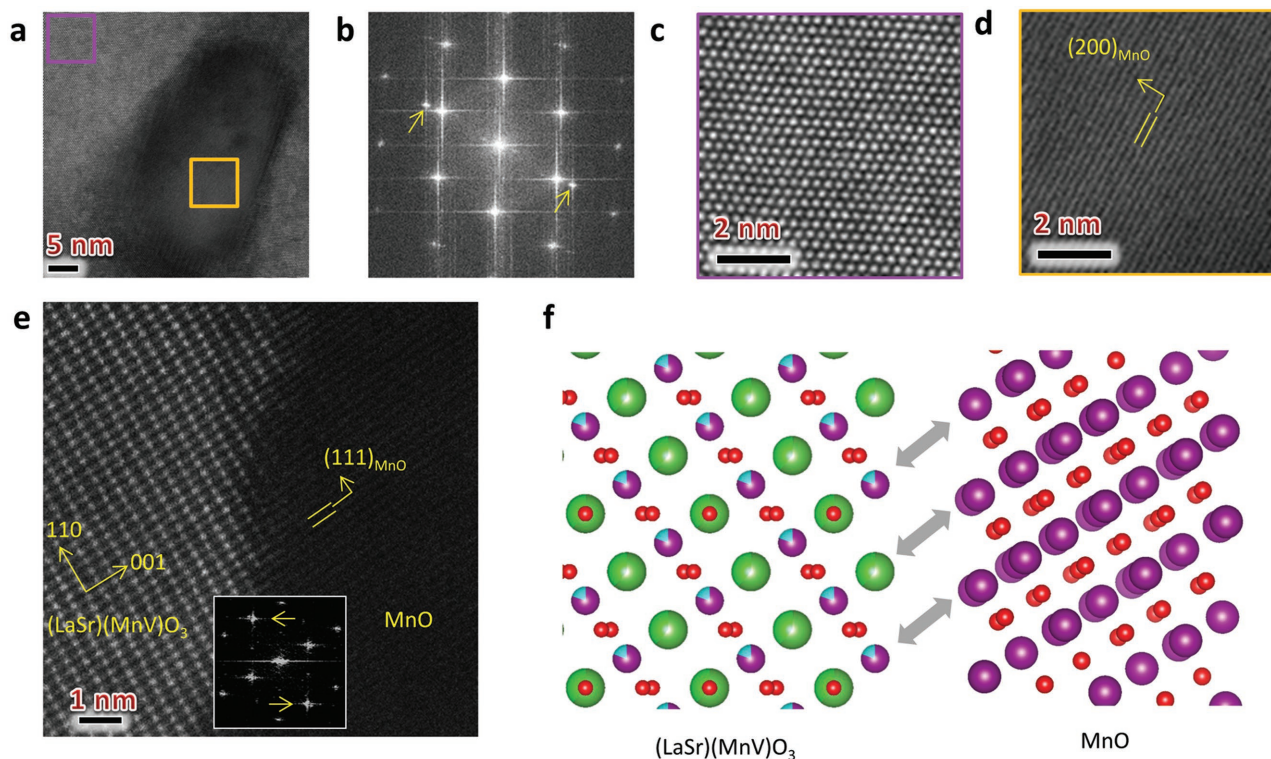 a
b
c
d
5 nm
2 nm
(200)MnO
2 nm
e
f
(111)MnO
110
001
(LaSr)(MnV)O3
MnO
1 nm
(LaSr)(MnV)O3
MnO